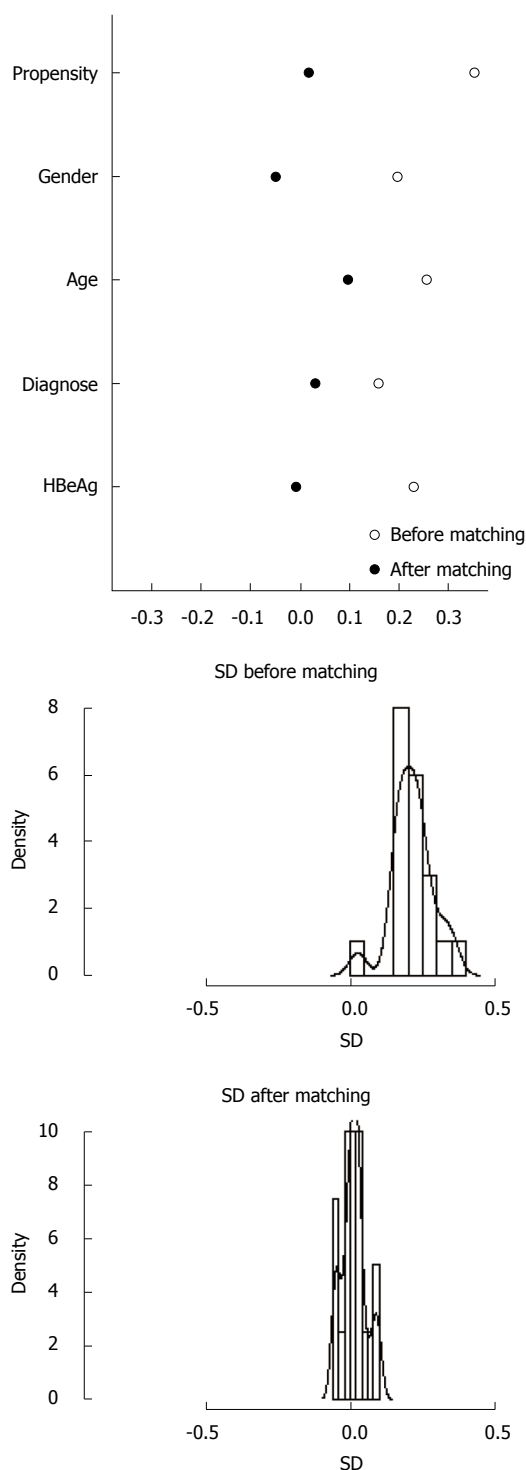 Propensity
Gender
Age
Diagnose
HBeAg
Before matching
After matching
-0.3 -0.2 -0.1 0.0 0.1 0.2 0.3
SD before matching
8
6
4
2
0
Density
-0.5 0.0 0.5
SD
SD after matching
10
8
6
4
2
0
Density
-0.5 0.0 0.5
SD